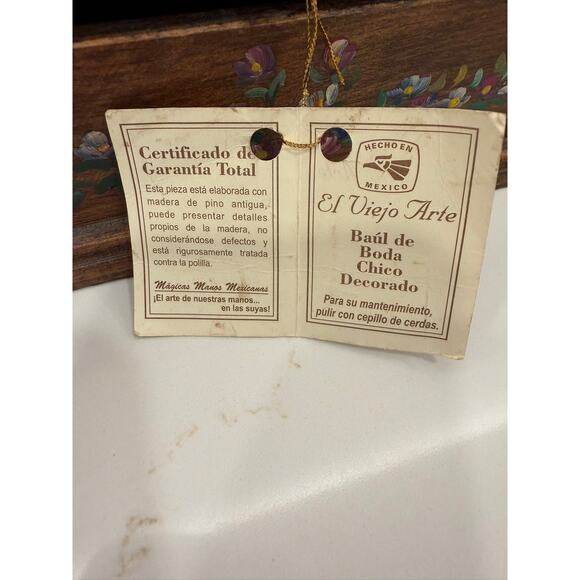 Certificado de
Garantía Total
Esta pieza está elaborada con
madera de pino antigua,
puede presentar detalles
propios de la madera, no
considerándose defectos y
está rigurosamente tratada
contra la polilla.
Mágicas Manos Mexicanas
¡El arte de nuestras manos...
en las suyas!
HECHO EN
MEXICO
El Viejo Arte
Baúl de
Boda
Chico
Decorado
Para su mantenimiento,
pulir con cepillo de cerdas.